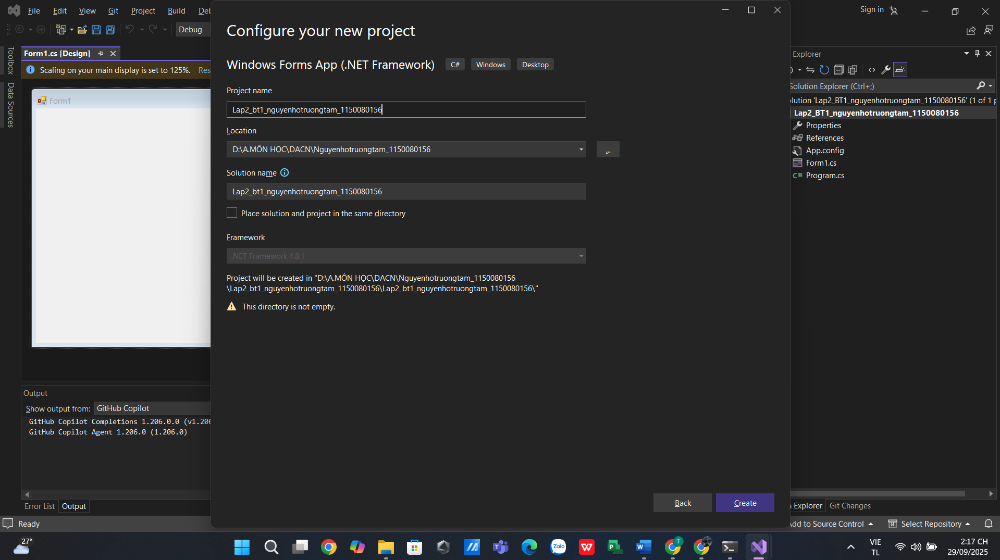 File Edit View Git Project Build Deb
Sign in
Debug
Configure your new project
Windows Forms App (.NET Framework) C# Windows Desktop
Project name
Lap2_bt1_nguyenhotruongtam_1150080156
Location
D:\A.MÔN HỌC\DACN\Nguyenhotruongtam_1150080156
...
Solution name
Lap2_bt1_nguyenhotruongtam_1150080156
Place solution and project in the same directory
Framework
.NET Framework 4.8.1
Project will be created in "D:\A.MÔN HỌC\DACN\Nguyenhotruongtam_1150080156
\Lap2_bt1_nguyenhotruongtam_1150080156\Lap2_bt1_nguyenhotruongtam_1150080156\"
This directory is not empty.
Back Create
Toolbox
Data Sources
Form1.cs [Design]
Scaling on your main display is set to 125%. Res
Form1
Output
Show output from: GitHub Copilot
GitHub Copilot Completions 1.206.0.0 (v1.206
GitHub Copilot Agent 1.206.0 (1.206.0)
Error List Output
Explorer
Solution Explorer (Ctrl+;)
olution 'Lap2_BT1_nguyenhotruongtam_1150080156' (1 of 1 p
Lap2_BT1_nguyenhotruongtam_1150080156
Properties
References
App.config
Form1.cs
C# Program.cs
Explorer Git Changes
Ready
Add to Source Control Select Repository
27°
Zalo
VIE
TL
2:17 CH
29/09/2025